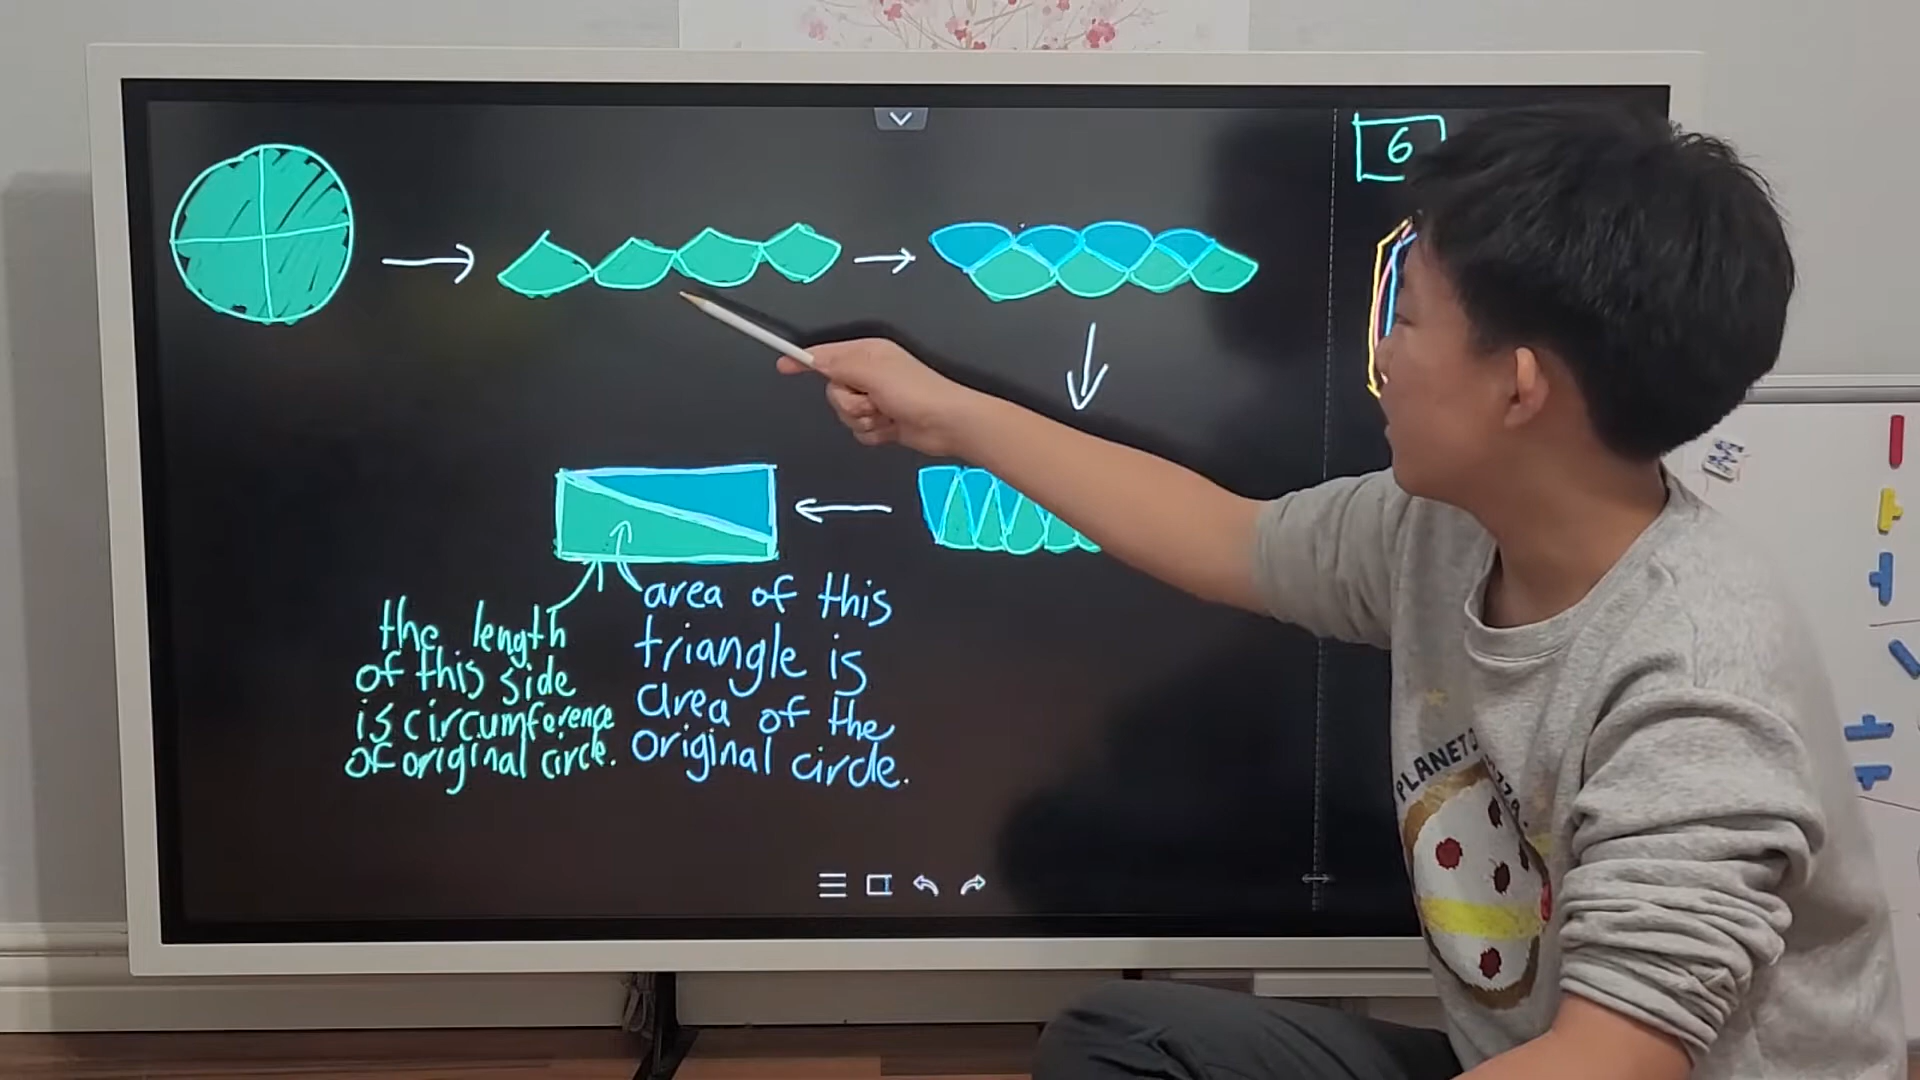 6
the length
of this side
is circumference
of original circle.
area of this
triangle is
area of the
original circle.
PLANET